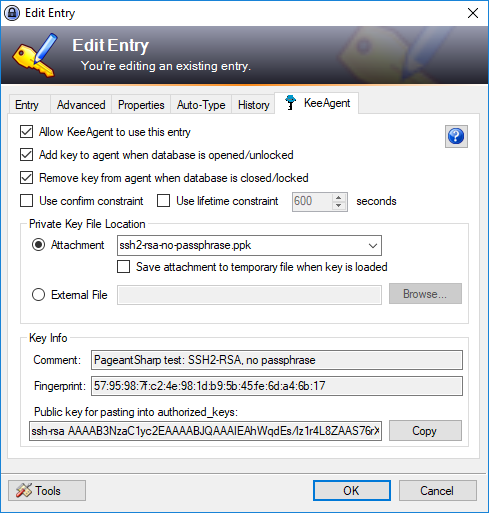 Edit Entry
Edit Entry
You're editing an existing entry.
Entry Advanced Properties Auto-Type History KeeAgent
Allow KeeAgent to use this entry
Add key to agent when database is opened/unlocked
Remove key from agent when database is closed/locked
Use confirm constraint Use lifetime constraint 600 seconds
Private Key File Location
Attachment ssh2-rsa-no-passphrase.ppk
Save attachment to temporary file when key is loaded
External File Browse...
Key Info
Comment: PageantSharp test: SSH2-RSA, no passphrase
Fingerprint: 57:95:98:7f:c2:4e:98:1d:b9:5b:45:fe:6d:a4:6b:17
Public key for pasting into authorized_keys:
ssh-rsa AAAAB3NzaC1yc2EAAAABJQAAAIEAhWqdEs/lz1r4L8ZAAS76rX Copy
Tools OK Cancel